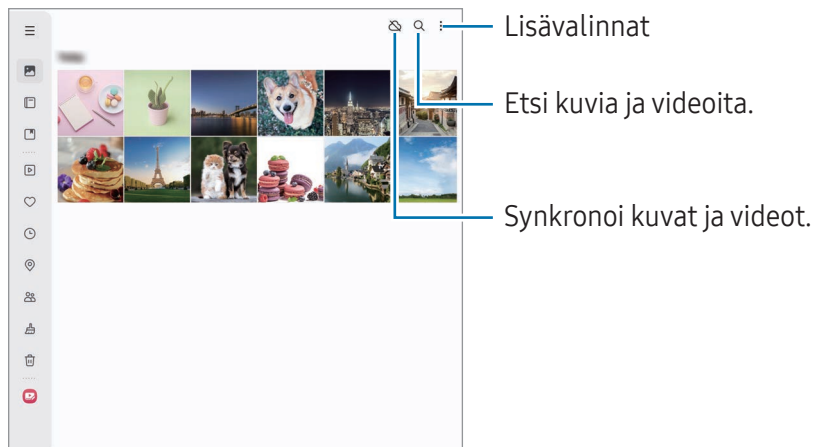 Lisävalinnat
Etsi kuvia ja videoita.
Synkronoi kuvat ja videot.